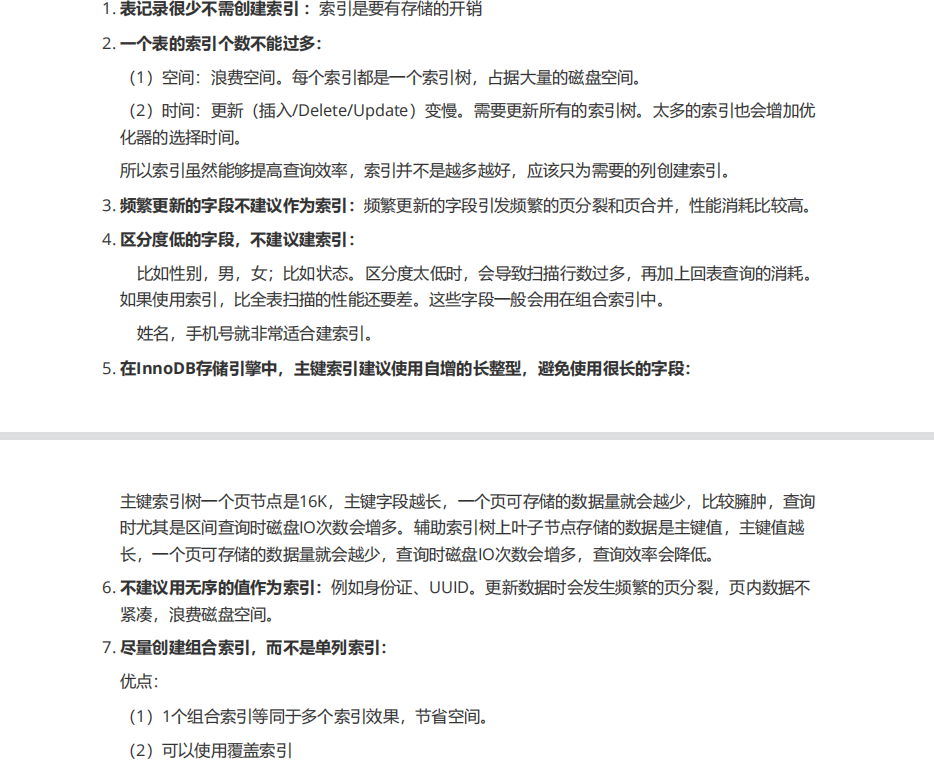 1. 表记录很少不需创建索引 ：索引是要有存储的开销
2. 一个表的索引个数不能过多：
（1）空间：浪费空间。每个索引都是一个索引树，占据大量的磁盘空间。
（2）时间：更新（插入/Delete/Update）变慢。需要更新所有的索引树。太多的索引也会增加优
化器的选择时间。
所以索引虽然能够提高查询效率，索引并不是越多越好，应该只为需要的列创建索引。
3. 频繁更新的字段不建议作为索引：频繁更新的字段引发频繁的页分裂和页合并，性能消耗比较高。
4. 区分度低的字段，不建议建索引：
比如性别，男，女；比如状态。区分度太低时，会导致扫描行数过多，再加上回表查询的消耗。
如果使用索引，比全表扫描的性能还要差。这些字段一般会用在组合索引中。
姓名，手机号就非常适合建索引。
5. 在InnoDB存储引擎中，主键索引建议使用自增的长整型，避免使用很长的字段：
主键索引树一个页节点是16K，主键字段越长，一个页可存储的数据量就会越少，比较臃肿，查询
时尤其是区间查询时磁盘IO次数会增多。辅助索引树上叶子节点存储的数据是主键值，主键值越
长，一个页可存储的数据量就会越少，查询时磁盘IO次数会增多，查询效率会降低。
6. 不建议用无序的值作为索引：例如身份证、UUID。更新数据时会发生频繁的页分裂，页内数据不
紧凑，浪费磁盘空间。
7. 尽量创建组合索引，而不是单列索引：
优点：
（1）1个组合索引等同于多个索引效果，节省空间。
（2）可以使用覆盖索引